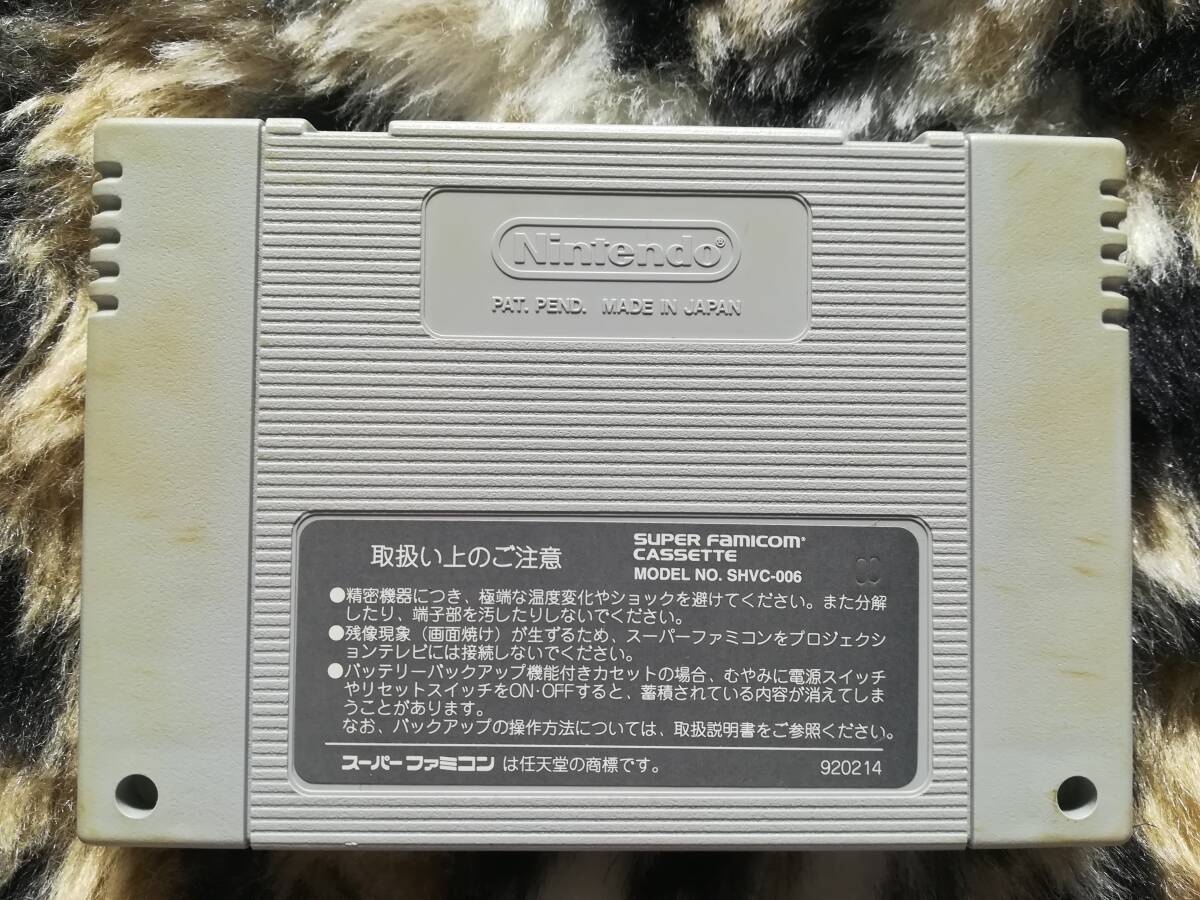 Nintendo®
PAT. PEND. MADE IN JAPAN
取扱い上のご注意
SUPER FAMICOM®
CASSETTE
MODEL NO. SHVC-006
●精密機器につき、極端な温度変化やショックを避けてください。また分解
したり、端子部を汚したりしないでください。
●残像現象（画面焼け）が生ずるため、スーパーファミコンをプロジェクシ
ョンテレビには接続しないでください。
●バッテリーバックアップ機能付きカセットの場合、むやみに電源スイッチ
やリセットスイッチをON・OFFすると、蓄積されている内容が消えてしま
うことがあります。
なお、バックアップの操作方法については、取扱説明書をご参照ください。
スーパーファミコン は任天堂の商標です。
920214